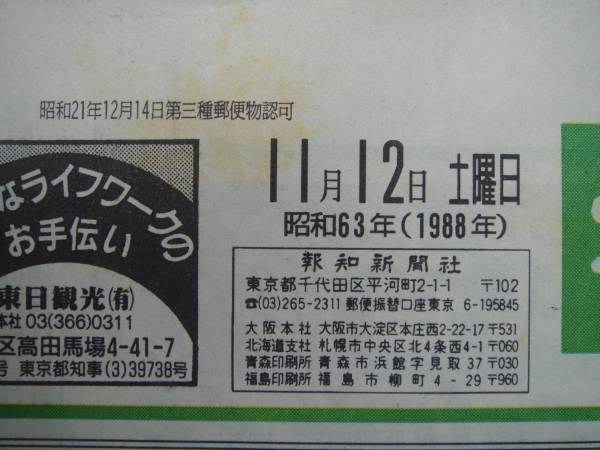 昭和21年12月14日第三種郵便物認可
なライフワークの
お手伝い
東日観光(有)
本社 03(366)0311
区高田馬場4-41-7
号 東京都知事(3)39738号
11月12日 土曜日
昭和63年(1988年)
報知新聞社
東京都千代田区平河町2-1-1 〒102
☎(03)265-2311 郵便振替口座東京 6-195845
大阪本社 大阪市大淀区本庄西2-22-17 〒531
北海道支社 札幌市中央区北4条西4-1 〒060
青森印刷所 青森市浜館字見取37 〒030
福島印刷所 福島市柳町4-29 〒960